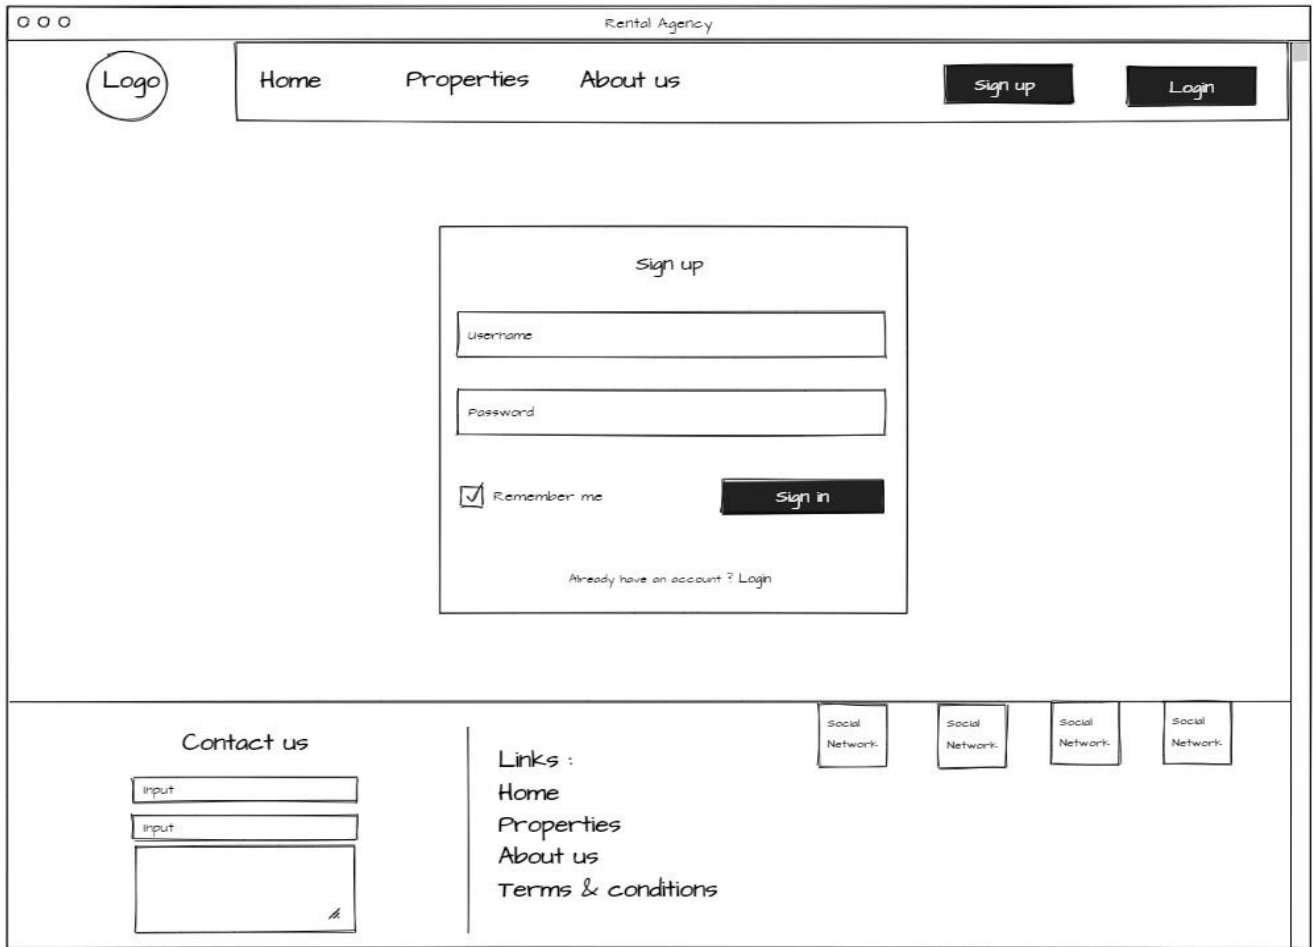 Rental Agency
Logo
Home
Properties
About us
Sign up
Login
Sign up
Username
Password
Remember me
Sign in
Already have an account ? Login
Contact us
Input
Input
Links :
Home
Properties
About us
Terms & conditions
Social
Network
Social
Network
Social
Network
Social
Network